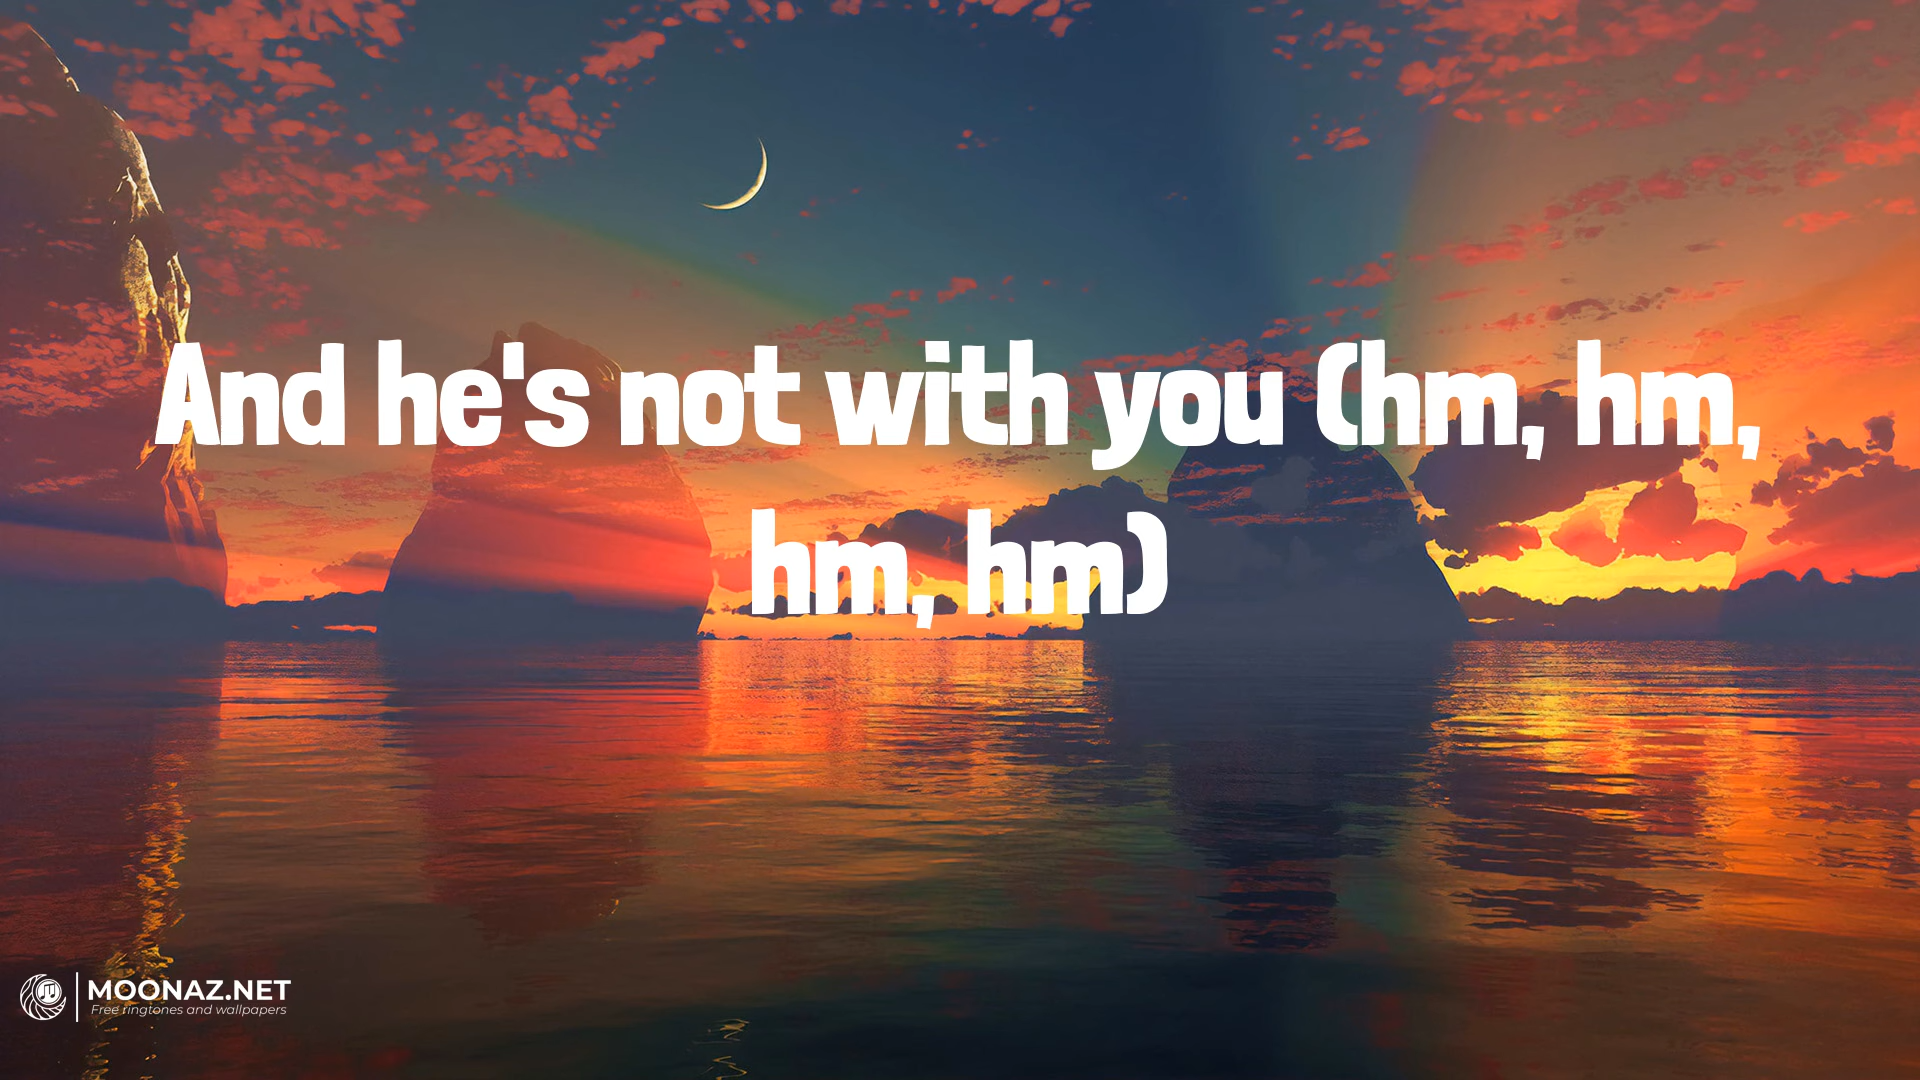 And he's not with you (hm, hm,
hm, hm)
MOONAZ.NET
Free ringtones and wallpapers